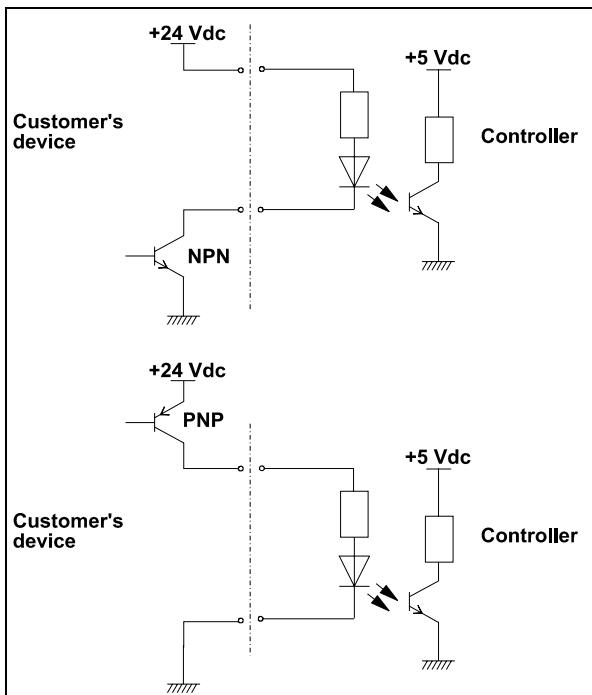 +24 Vdc
+5 Vdc
Customer's
device
Controller
NPN
+24 Vdc
PNP
+5 Vdc
Customer's
device
Controller